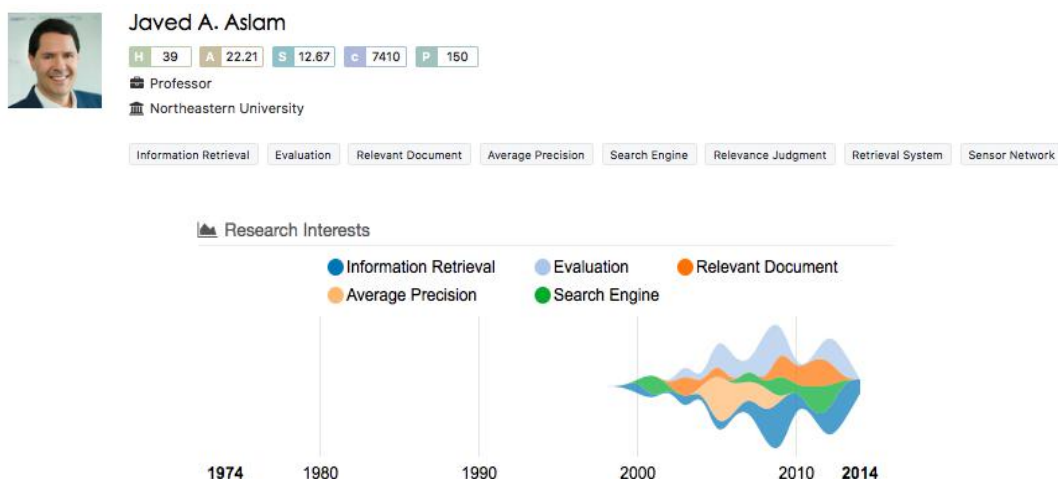 Javed A. Aslam
H 39 A 22.21 S 12.67 c 7410 P 150
Professor
Northeastern University
Information Retrieval Evaluation Relevant Document Average Precision Search Engine Relevance Judgment Retrieval System Sensor Network
Research Interests
Information Retrieval Evaluation Relevant Document
Average Precision Search Engine
1974 1980 1990 2000 2010 2014